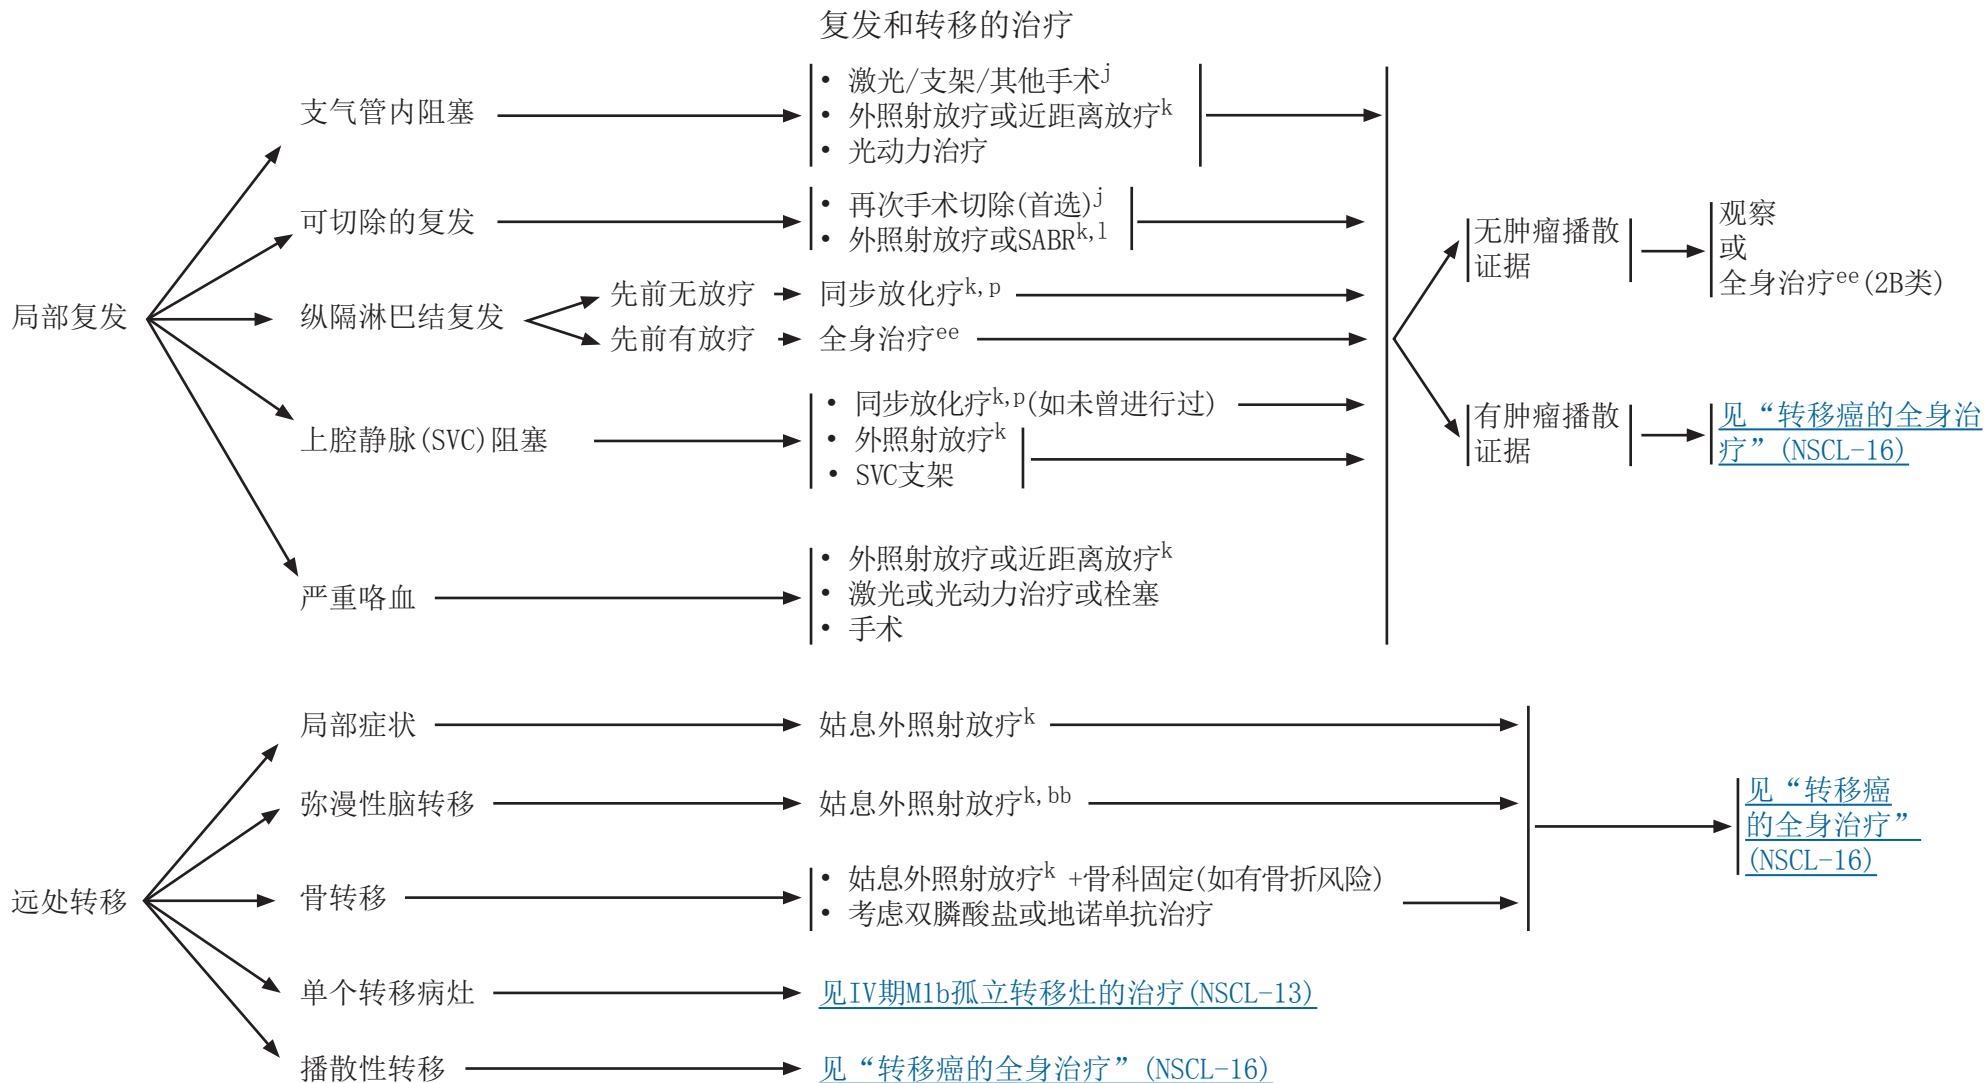 复发和转移的治疗
局部复发
支气管内阻塞
• 激光/支架/其他手术j
• 外照射放疗或近距离放疗k
• 光动力治疗
可切除的复发
• 再次手术切除(首选)j
• 外照射放疗或SABRk,l
纵隔淋巴结复发
先前无放疗
同步放化疗k,p
先前有放疗
全身治疗ee
上腔静脉(SVC)阻塞
• 同步放化疗k,p(如未曾进行过)
• 外照射放疗k
• SVC支架
严重咯血
• 外照射放疗或近距离放疗k
• 激光或光动力治疗或栓塞
• 手术
无肿瘤播散
证据
观察
或
全身治疗ee(2B类)
有肿瘤播散
证据
见“转移癌的全身治
疗”(NSCL-16)
远处转移
局部症状
姑息外照射放疗k
弥漫性脑转移
姑息外照射放疗k,bb
骨转移
• 姑息外照射放疗k +骨科固定(如有骨折风险)
• 考虑双膦酸盐或地诺单抗治疗
见“转移癌
的全身治疗”
(NSCL-16)
单个转移病灶
见IV期M1b孤立转移灶的治疗(NSCL-13)
播散性转移
见“转移癌的全身治疗”(NSCL-16)